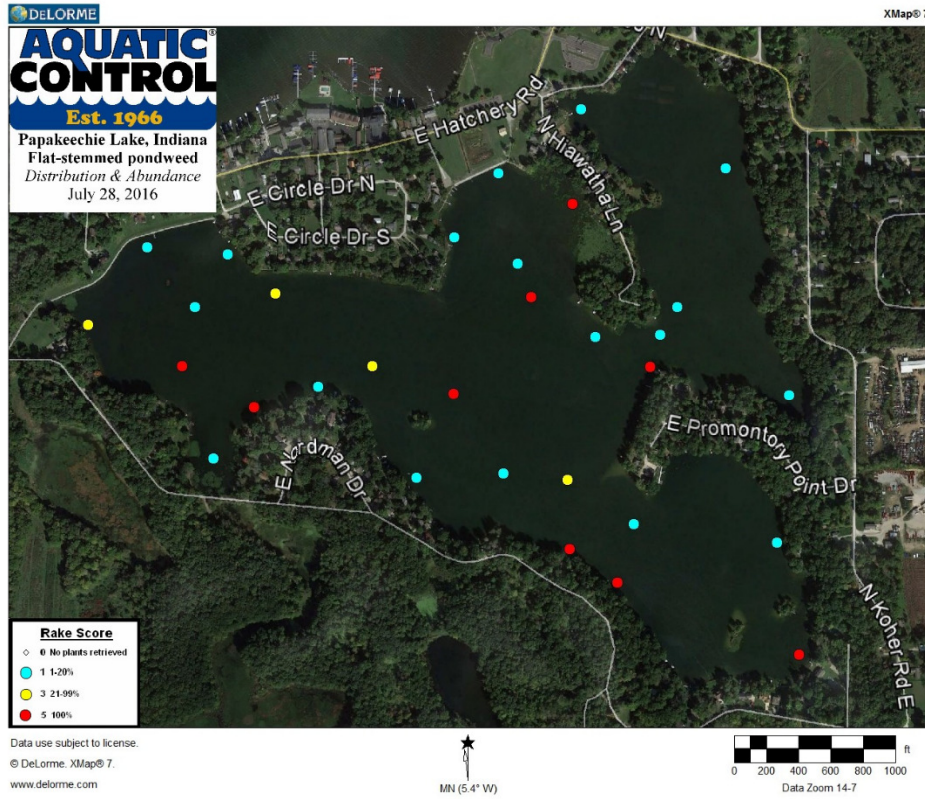 DELORME
XMap® 7
AQUATIC
CONTROL®
Est. 1966
Papakeechie Lake, Indiana
Flat-stemmed pondweed
Distribution & Abundance
July 28, 2016
E Hatchery Rd
N
N Hiawatha Ln
E Circle Dr N
E Circle Dr S
E Nordman Dr
E Promontory Point Dr
N Koher Rd E
Rake Score
0 No plants retrieved
1 1-20%
3 21-99%
5 100%
Data use subject to license.
© DeLorme. XMap® 7.
www.delorme.com
MN (5.4° W)
ft
0 200 400 600 800 1000
Data Zoom 14-7